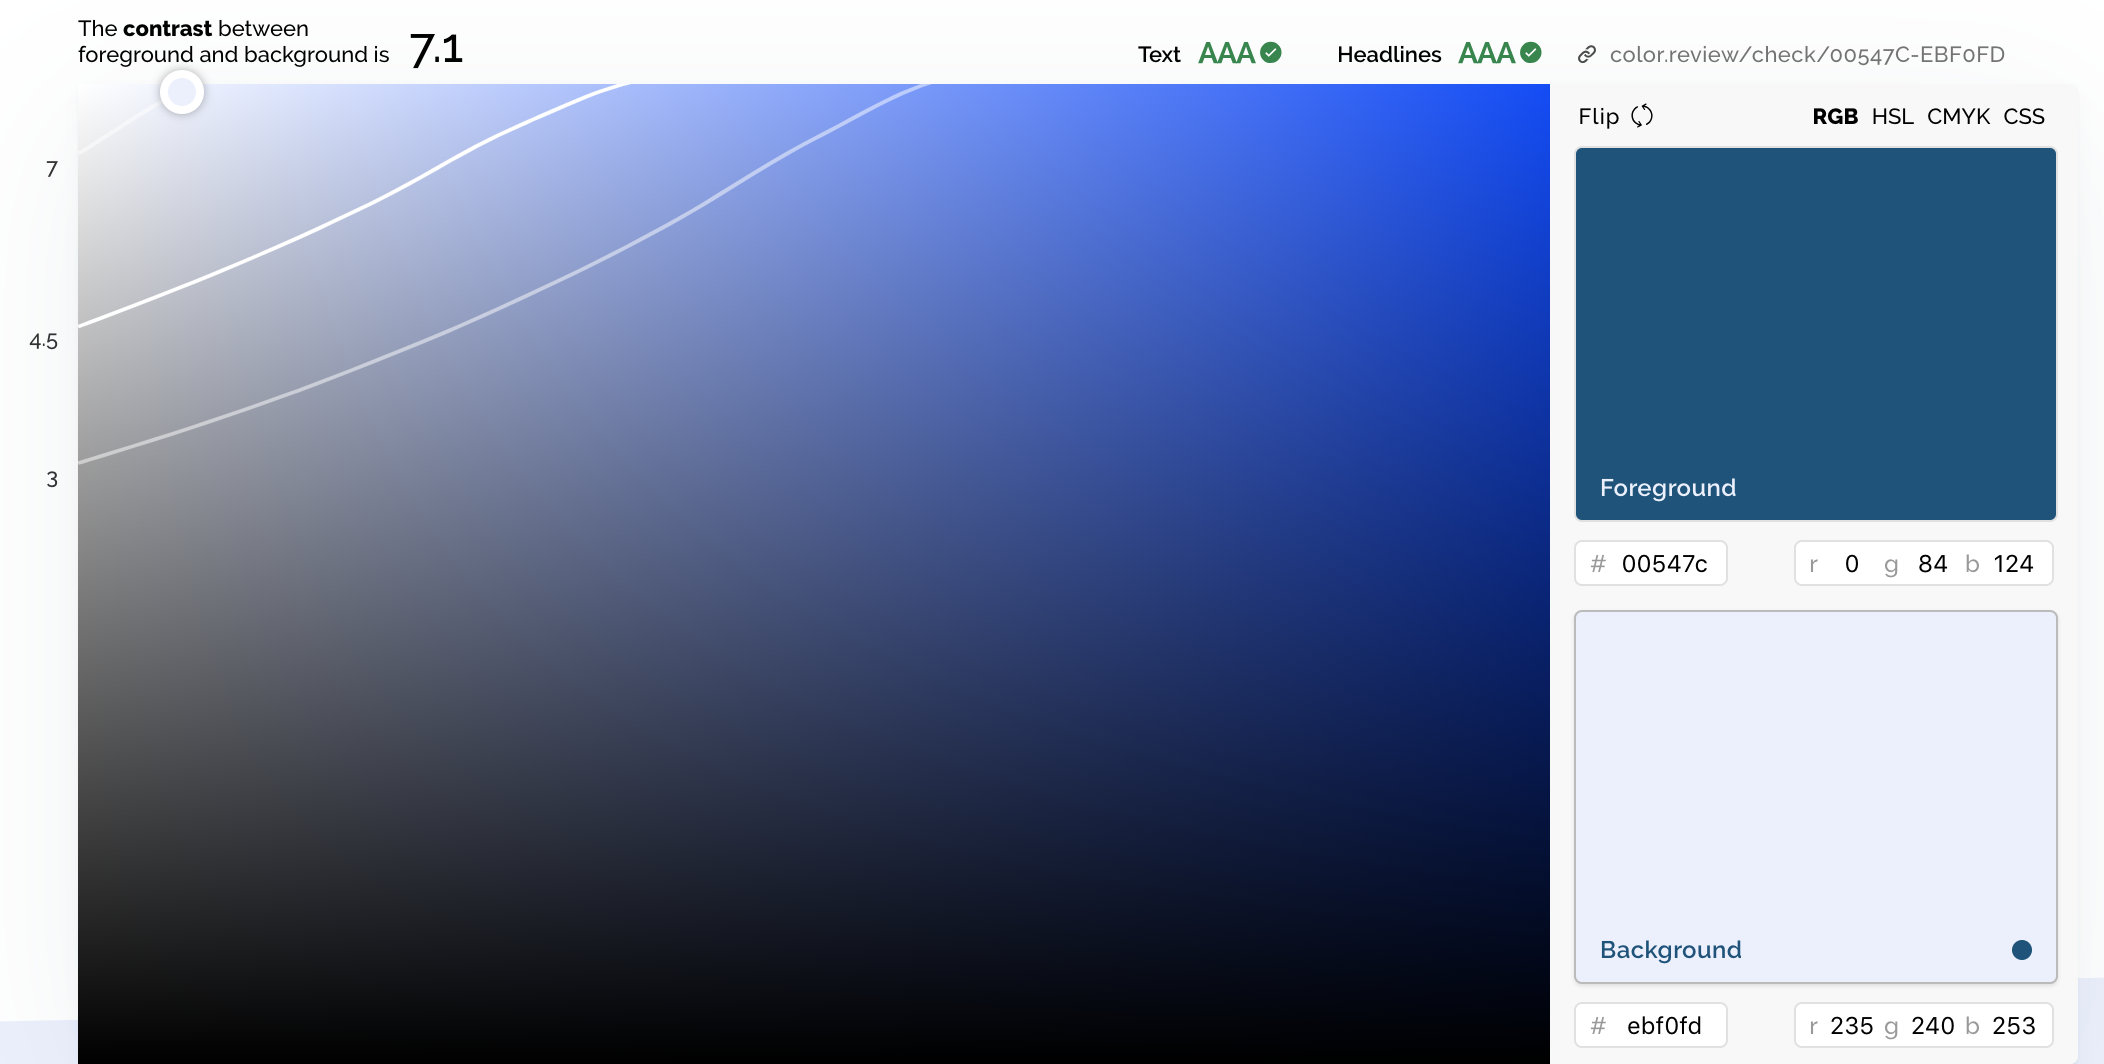 The contrast between
foreground and background is 7.1
Text AAA
Headlines AAA
color.review/check/00547C-EBF0FD
7
4.5
3
Flip
RGB HSL CMYK CSS
Foreground
# 00547c
r 0 g 84 b 124
Background
# ebf0fd
r 235 g 240 b 253